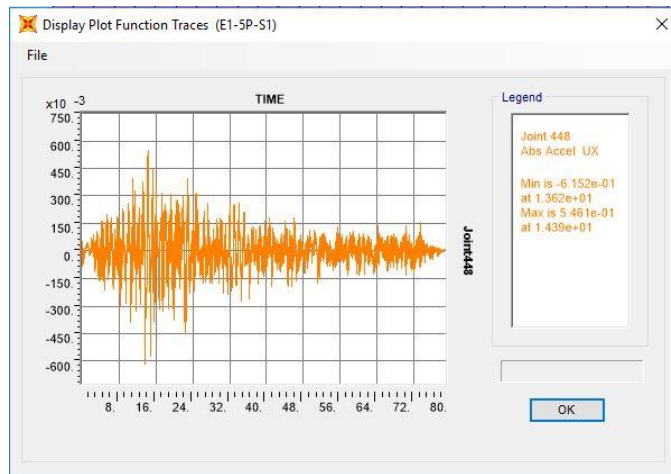 Display Plot Function Traces (E1-5P-S1)
File
x10 -3
TIME
750.
600.
450.
300.
150.
0.
-150.
-300.
-450.
-600.
8. 16. 24. 32. 40. 48. 56. 64. 72. 80.
Joint448
Legend
Joint 448
Abs Accel UX
Min is -6.152e-01
at 1.362e+01
Max is 5.461e-01
at 1.439e+01
OK